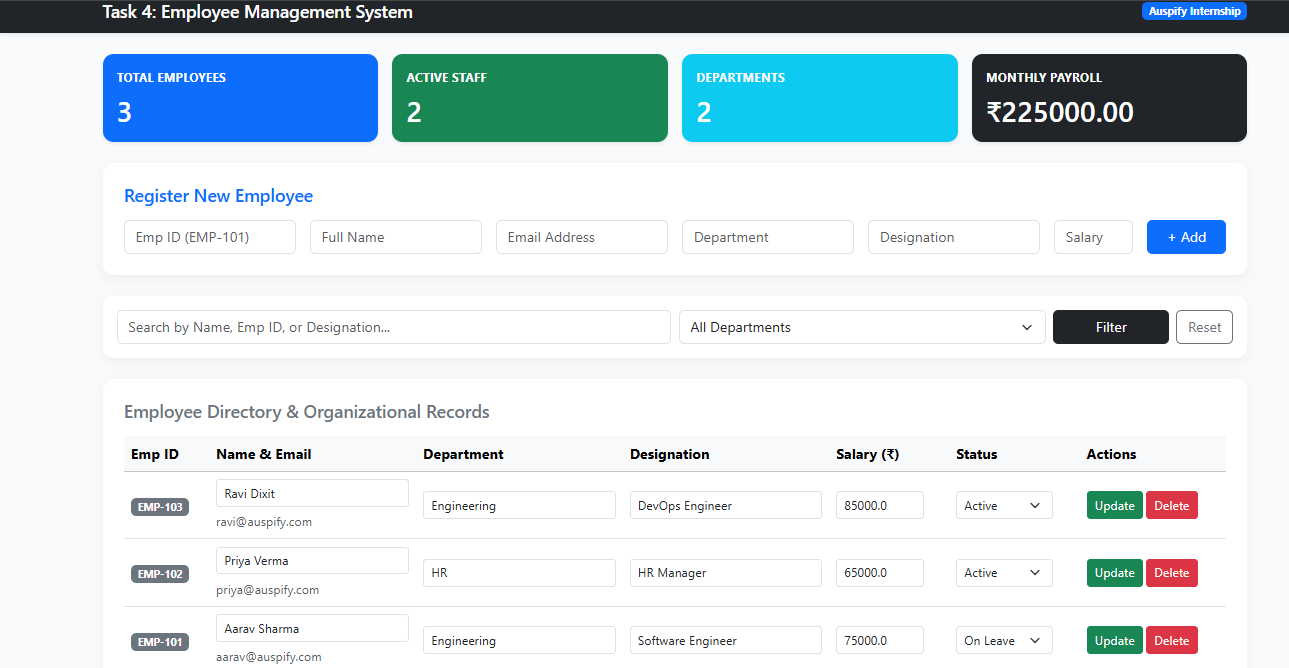 Task 4: Employee Management System
Auspify Internship
TOTAL EMPLOYEES
3
ACTIVE STAFF
2
DEPARTMENTS
2
MONTHLY PAYROLL
₹225000.00
Register New Employee
Emp ID (EMP-101)
Full Name
Email Address
Department
Designation
Salary
+ Add
Search by Name, Emp ID, or Designation...
All Departments
Filter
Reset
Employee Directory & Organizational Records
Emp ID Name & Email Department Designation Salary (₹) Status Actions
EMP-103 Ravi Dixit Engineering DevOps Engineer 85000.0 Active Update Delete
ravi@auspify.com
EMP-102 Priya Verma HR HR Manager 65000.0 Active Update Delete
priya@auspify.com
EMP-101 Aarav Sharma Engineering Software Engineer 75000.0 On Leave Update Delete
aarav@auspify.com